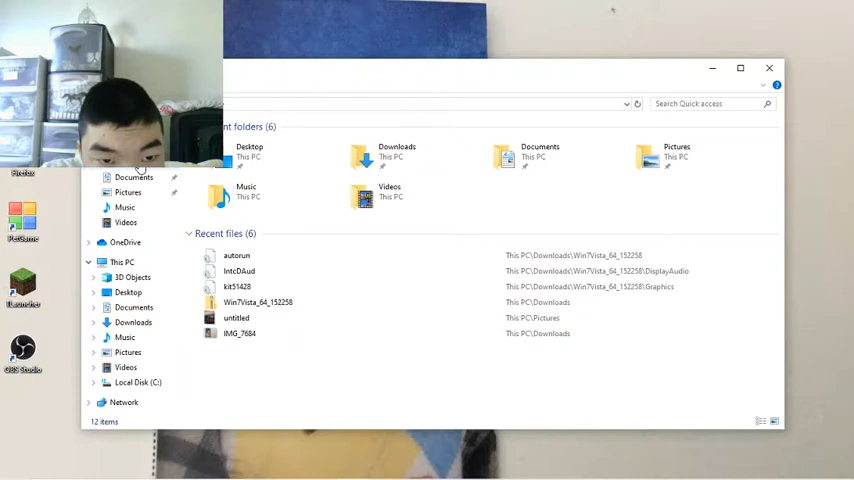 Search Quick access
nt folders (6)
Desktop
This PC
Downloads
This PC
Documents
This PC
Pictures
This PC
Music
This PC
Videos
This PC
Firefox
Documents
Pictures
Music
Videos
OneDrive
This PC
3D Objects
Desktop
Documents
Downloads
Music
Pictures
Videos
Local Disk (C:)
Network
Recent files (6)
autorun This PC\Downloads\Win7Vista_64_152258
IntcDAud This PC\Downloads\Win7Vista_64_152258\DisplayAudio
kit51428 This PC\Downloads\Win7Vista_64_152258\Graphics
Win7Vista_64_152258 This PC\Downloads
untitled This PC\Pictures
IMG_7684 This PC\Downloads
PetGame
TLauncher
OBS Studio
12 items